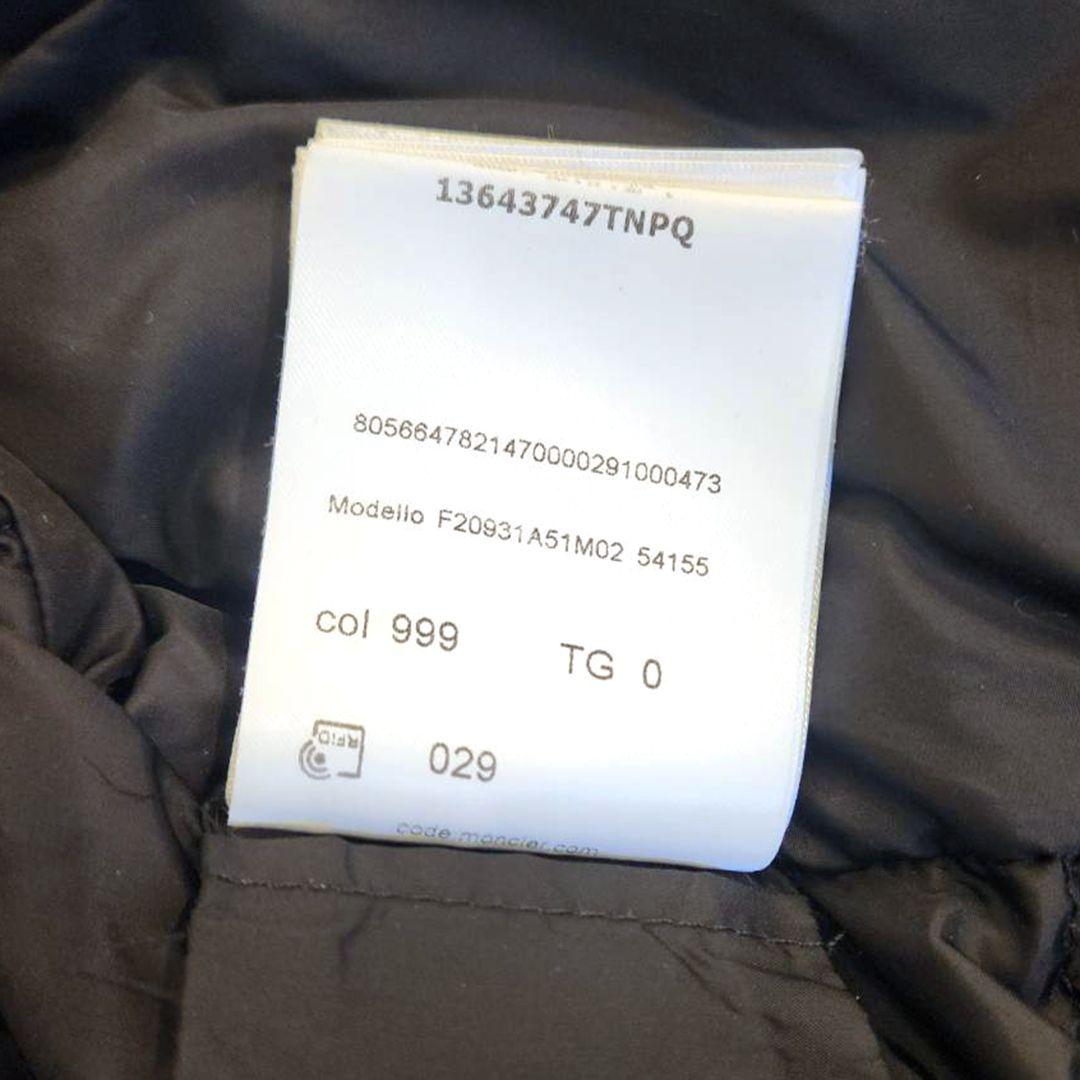 13643747TNPQ
8056647821470000291000473
Modello F20931A51M02 54155
col 999 TG 0
RFID
029
code.moncler.com